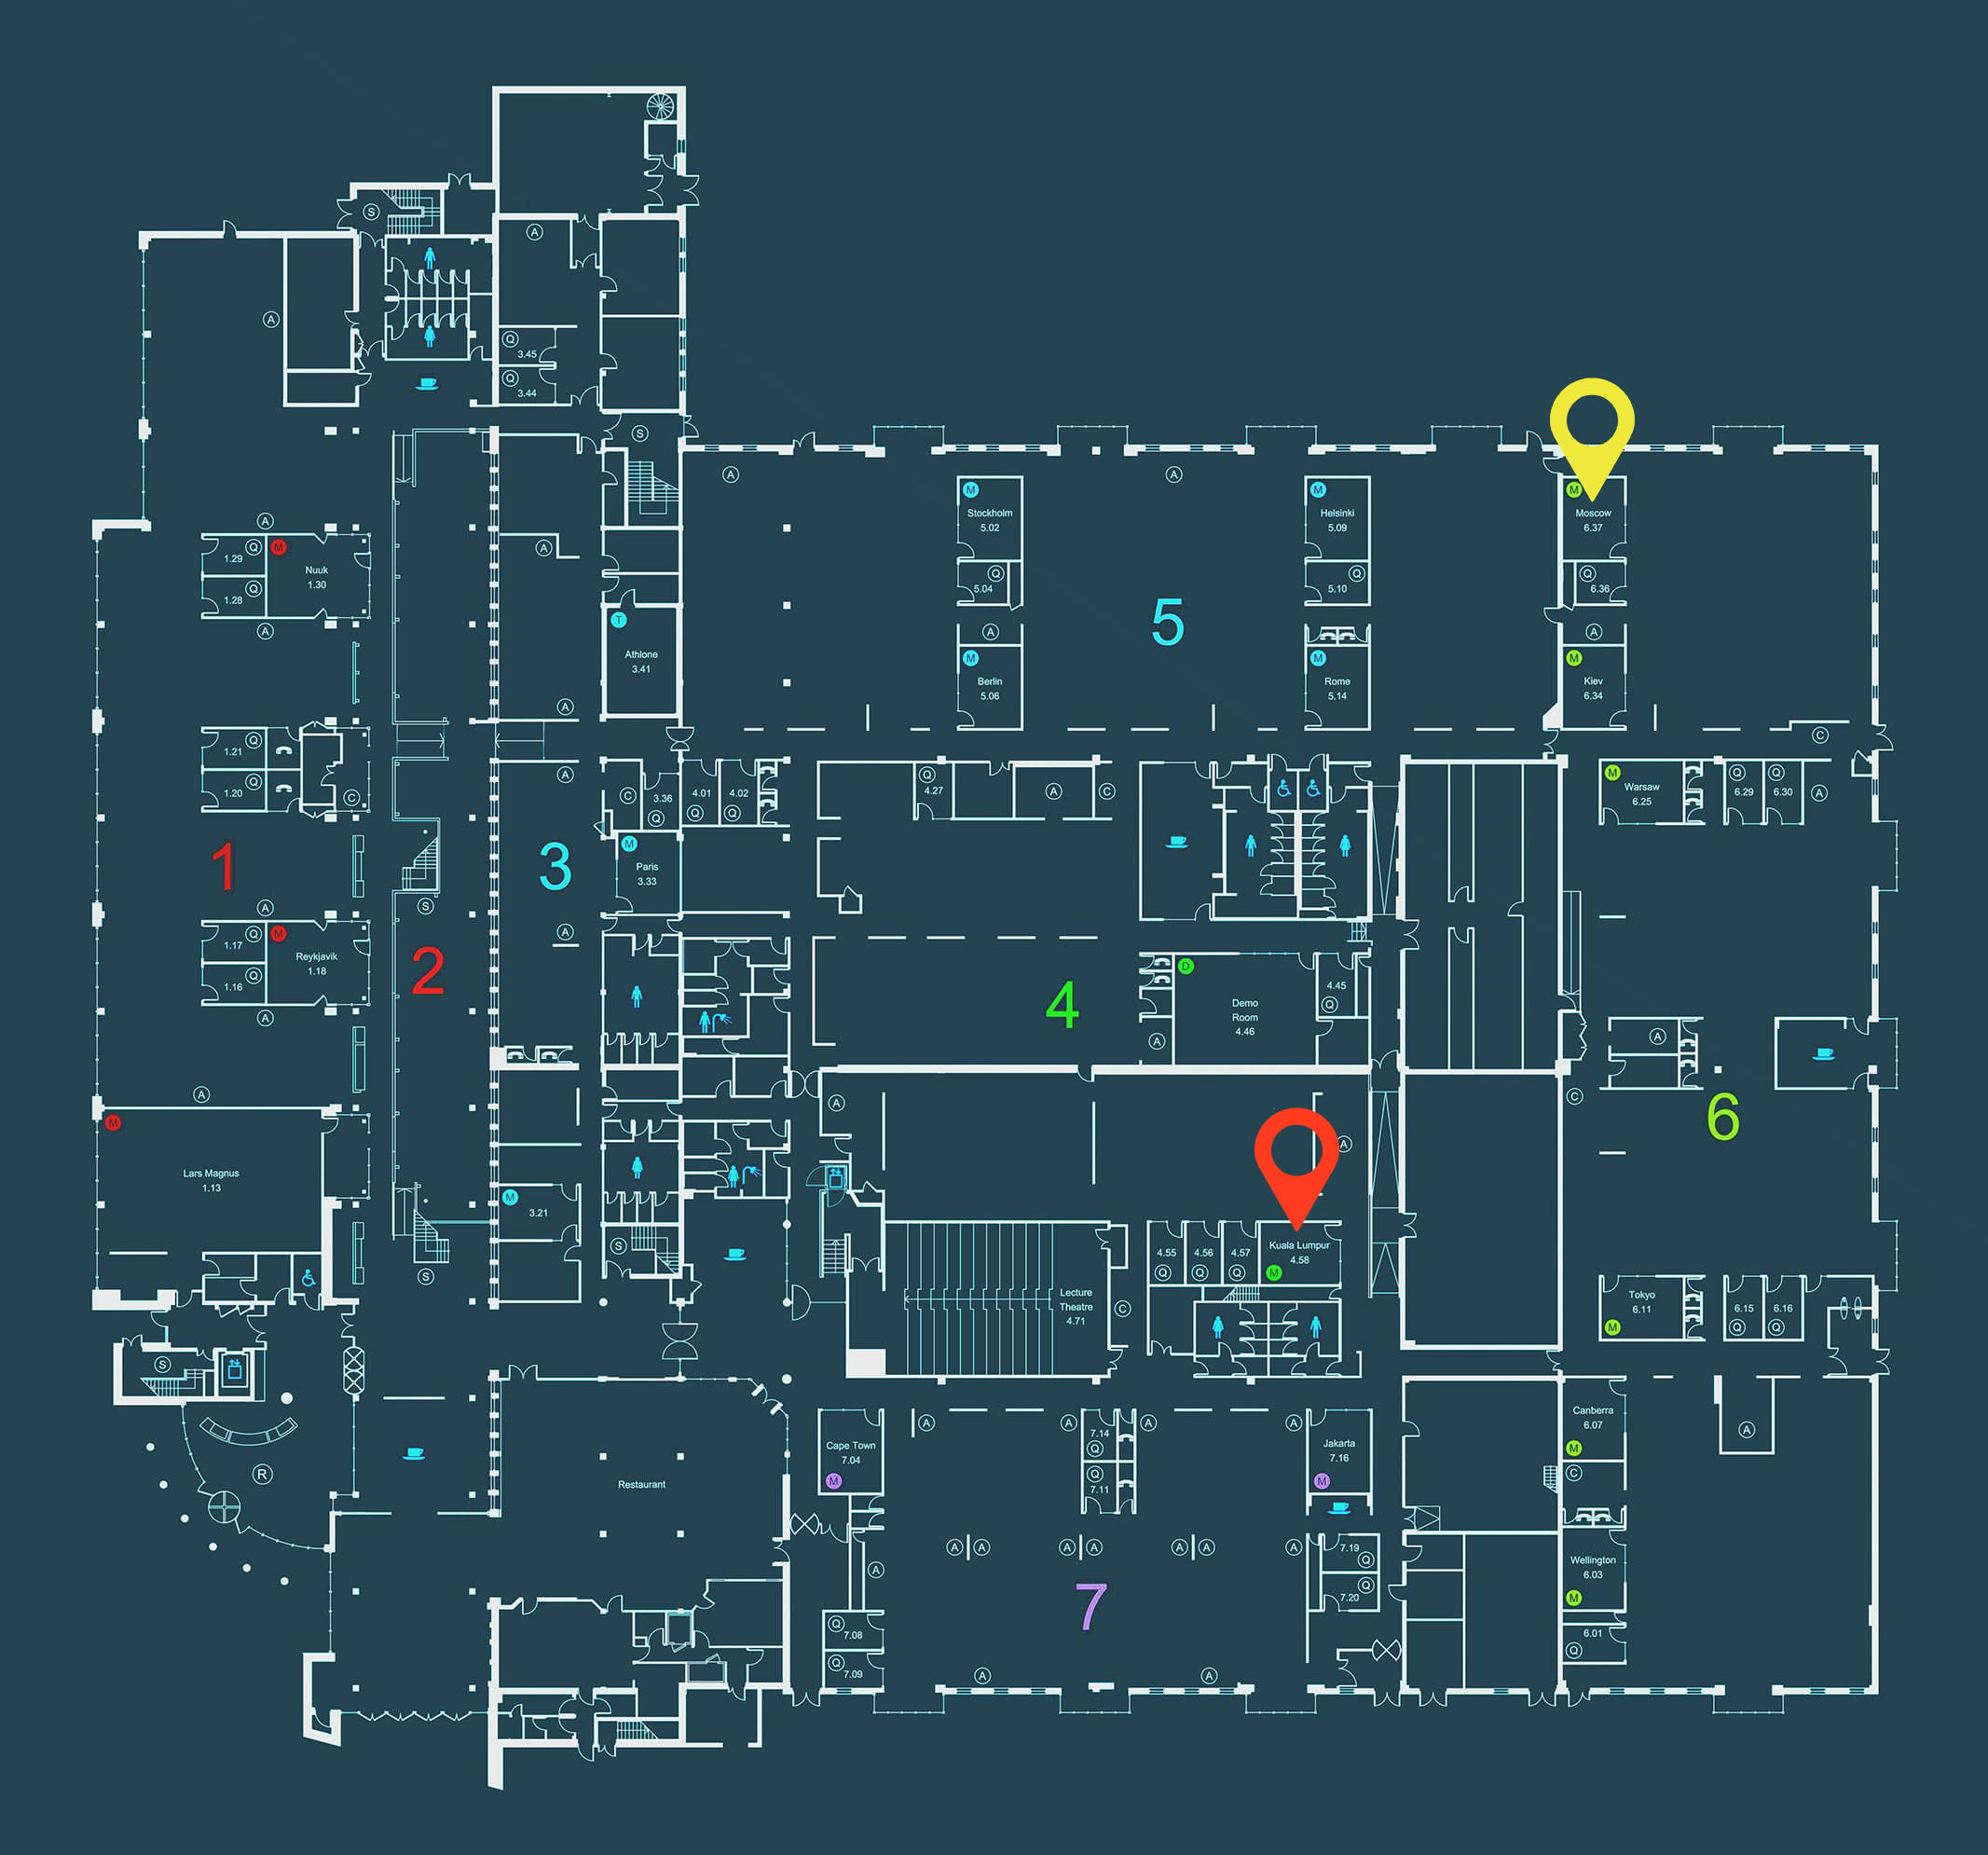 S
A
A
Q
3.45
Q
3.44
S
A
A
M
M
M
Stockholm
5.02
Helsinki
5.09
Moscow
6.37
A
A
1.29
Q
M
Nuuk
1.30
1.28
Q
A
Q
5.04
Q
5.10
Q
6.36
5
T
Athlone
3.41
A
A
M
Berlin
5.06
M
Rome
5.14
M
Kiev
6.34
A
C
1.21
Q
1.20
Q
C
A
C
3.36
Q
4.01
Q
4.02
Q
Q
4.27
A
C
M
Warsaw
6.25
Q
6.29
Q
6.30
A
1
3
M
Paris
3.33
A
S
A
1.17
Q
M
Reykjavik
1.18
1.16
Q
A
2
4
D
Demo
Room
4.46
4.45
Q
A
A
A
M
Lars Magnus
1.13
A
A
C
6
M
3.21
S
S
4.55
Q
4.56
Q
4.57
Q
Kuala Lumpur
4.58
M
Lecture
Theatre
4.71
C
Tokyo
6.11
M
6.15
Q
6.16
Q
S
R
Restaurant
Cape Town
7.04
M
A
A
7.14
Q
Q
7.11
A
A
Jakarta
7.16
M
Canberra
6.07
M
C
A
A
A
A
A
A
A
A
A
7.19
Q
Q
7.20
Wellington
6.03
M
7
Q
7.08
Q
7.09
A
A
6.01
Q